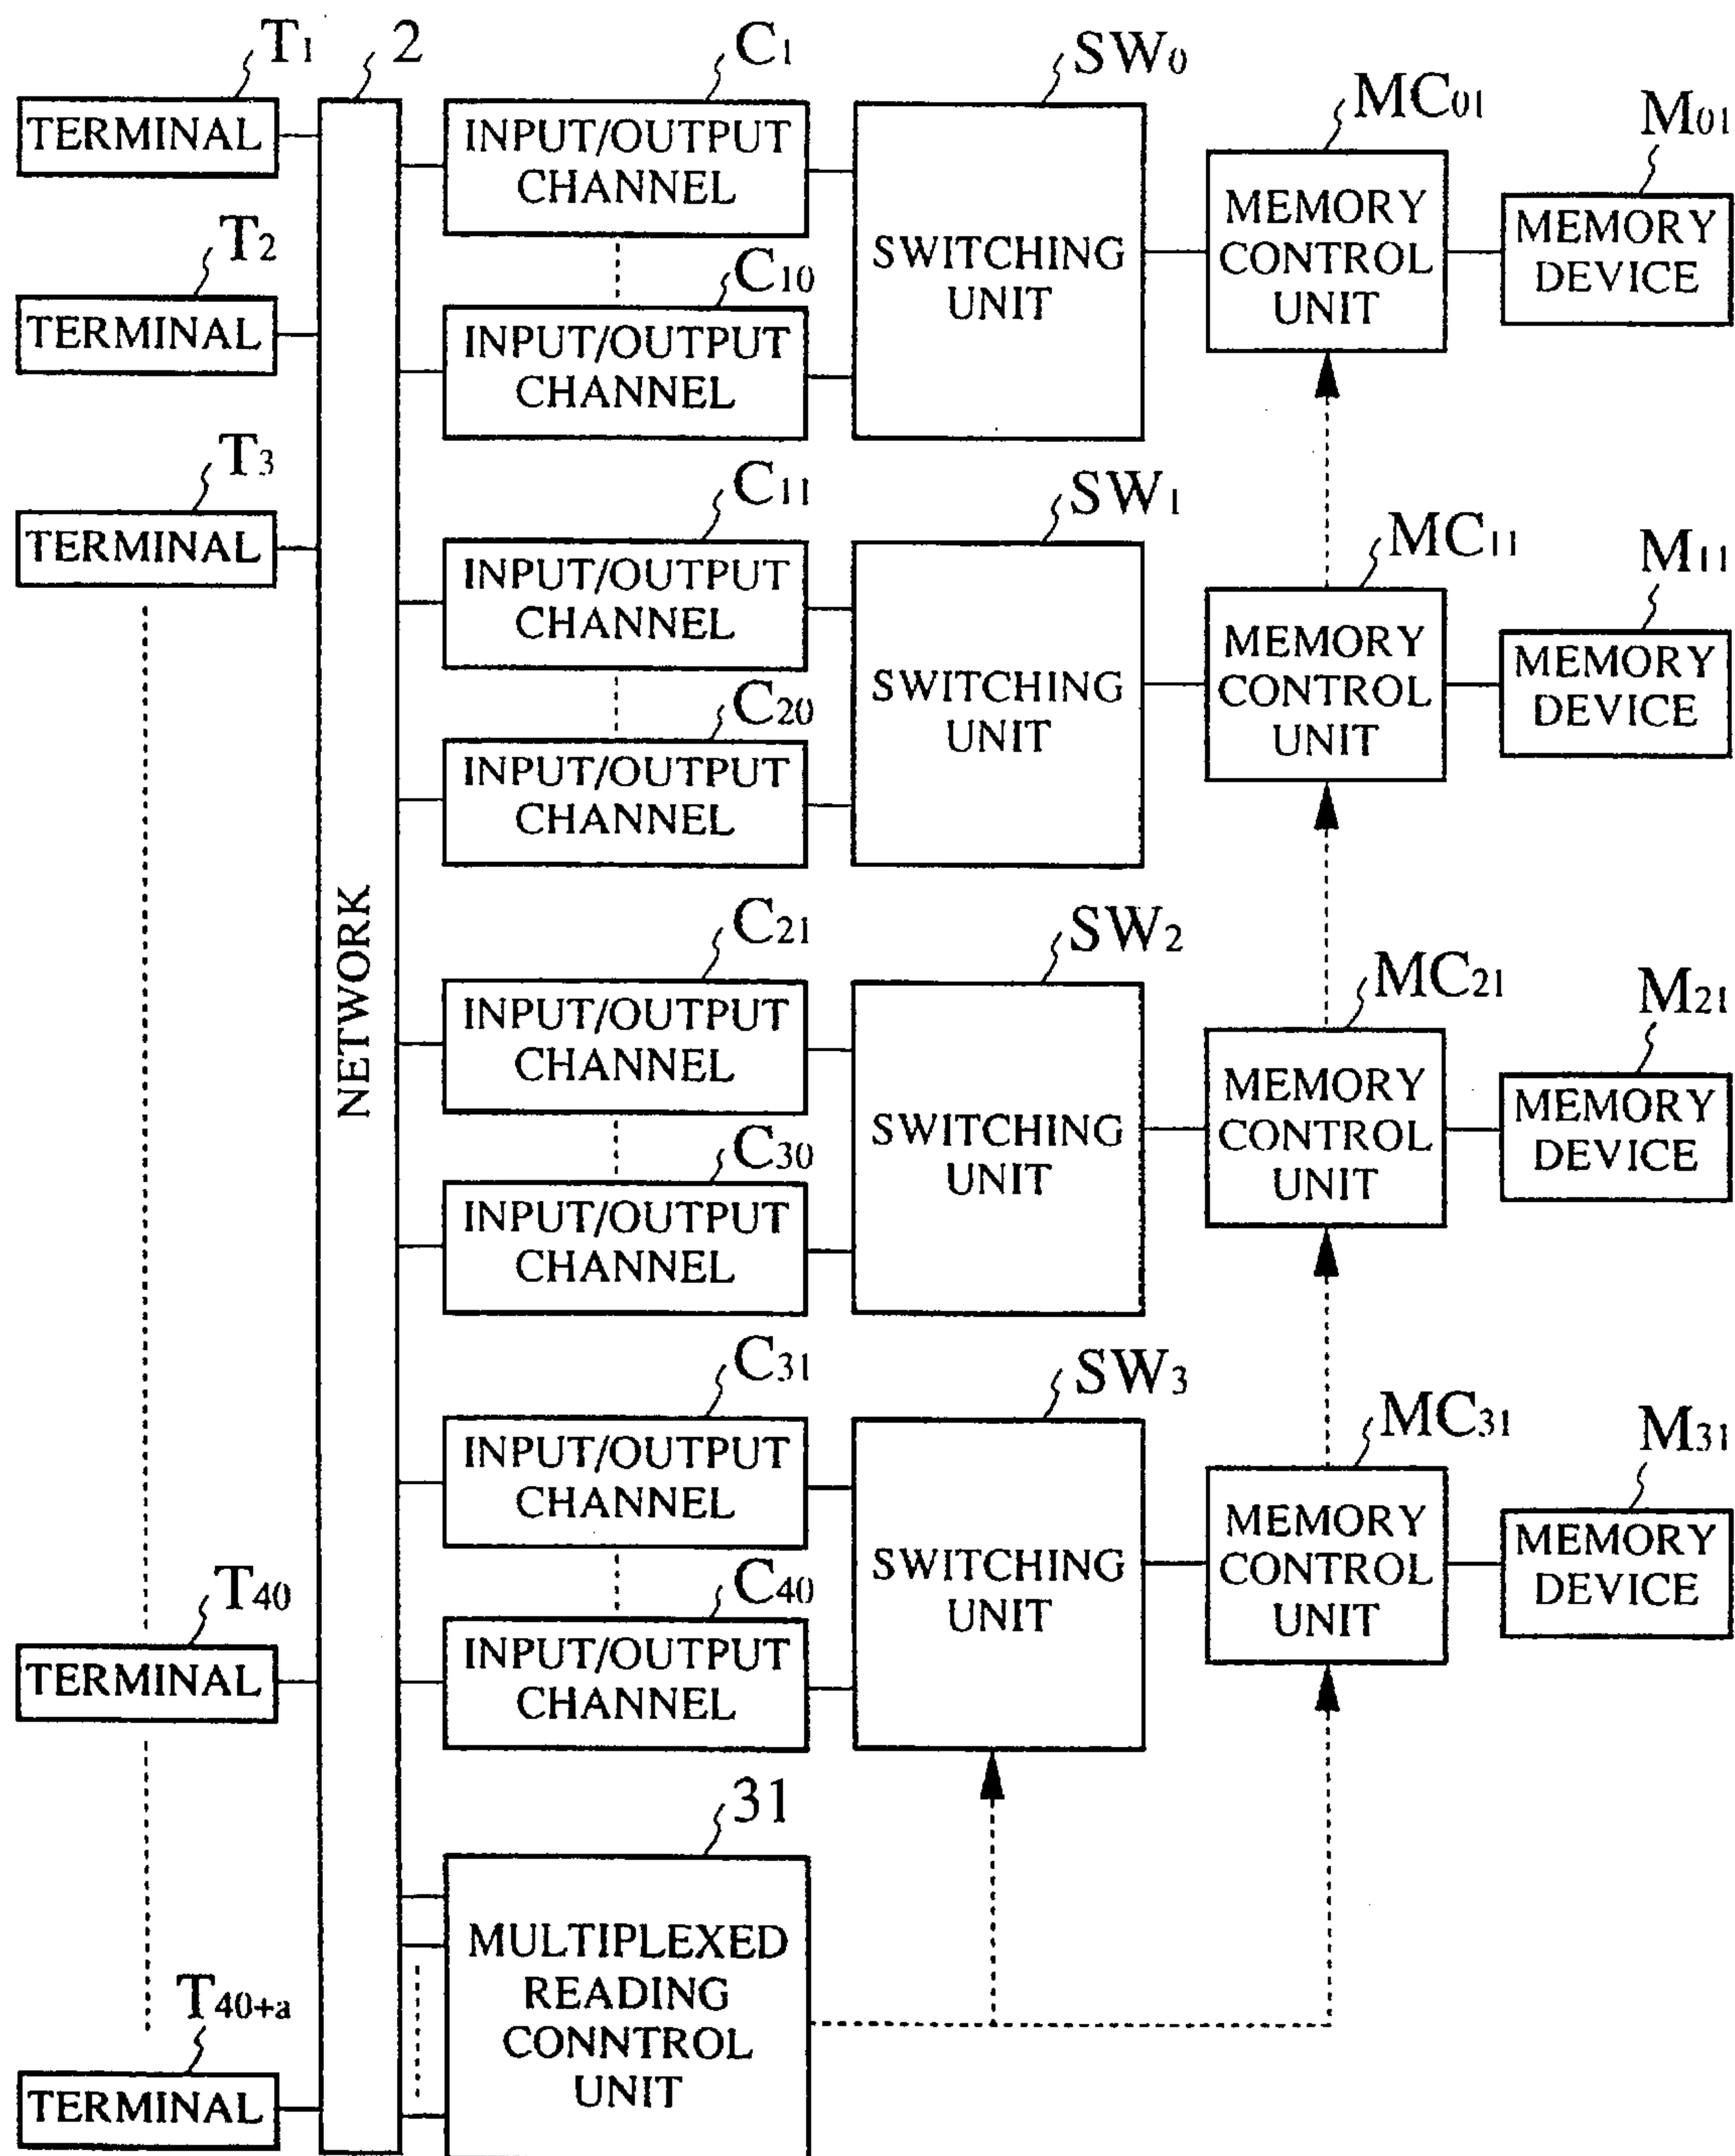 T1
2
C1
SW0
MC01
M01
TERMINAL
INPUT/OUTPUT
CHANNEL
SWITCHING
UNIT
MEMORY
CONTROL
UNIT
MEMORY
DEVICE
T2
TERMINAL
C10
INPUT/OUTPUT
CHANNEL
T3
TERMINAL
C11
SW1
MC11
M11
INPUT/OUTPUT
CHANNEL
SWITCHING
UNIT
MEMORY
CONTROL
UNIT
MEMORY
DEVICE
C20
INPUT/OUTPUT
CHANNEL
NETWORK
C21
SW2
MC21
M21
INPUT/OUTPUT
CHANNEL
SWITCHING
UNIT
MEMORY
CONTROL
UNIT
MEMORY
DEVICE
C30
INPUT/OUTPUT
CHANNEL
C31
SW3
MC31
M31
INPUT/OUTPUT
CHANNEL
SWITCHING
UNIT
MEMORY
CONTROL
UNIT
MEMORY
DEVICE
T40
TERMINAL
C40
INPUT/OUTPUT
CHANNEL
31
MULTIPLEXED
READING
CONNTROL
UNIT
T40+a
TERMINAL